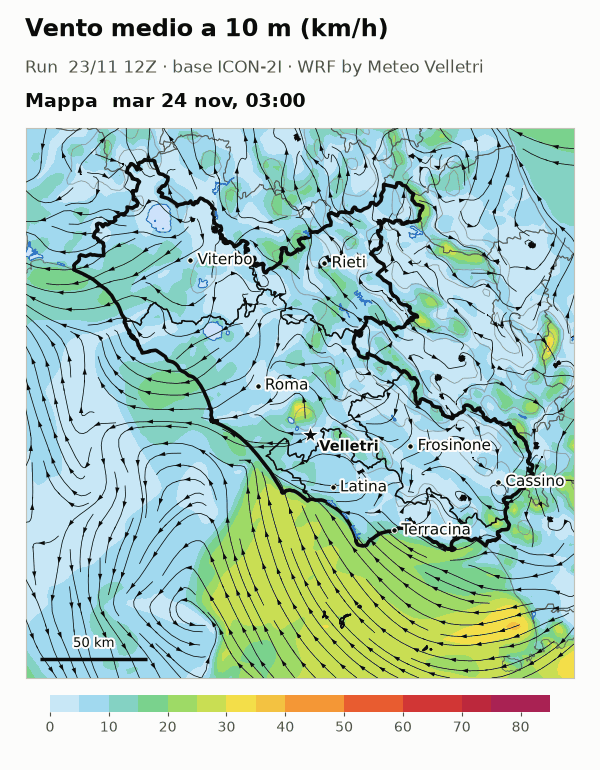 Vento medio a 10 m (km/h)
Run  23/11 12Z · base ICON-2I · WRF by Meteo Velletri
Mappa  mar 24 nov, 03:00
Viterbo
Rieti
Roma
Velletri
Frosinone
Latina
Cassino
Terracina
50 km
0 10 20 30 40 50 60 70 80